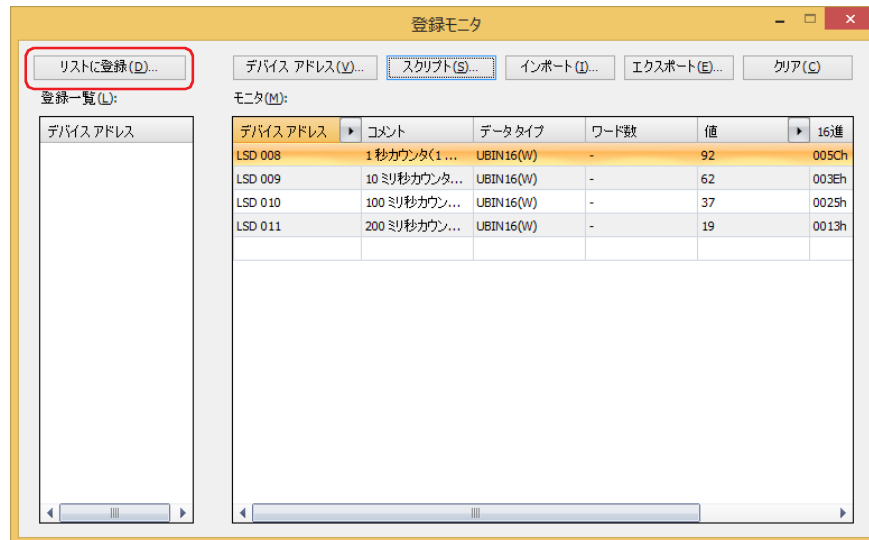 登録モニタ
リストに登録(D)...
デバイス アドレス(V)... スクリプト(S)... インポート(I)... エクスポート(E)... クリア(C)
登録一覧(L): モニタ(M):
デバイス アドレス
デバイス アドレス コメント データタイプ ワード数 値 16進
LSD 008 1 秒カウンタ(1 ... UBIN16(W) - 92 005Ch
LSD 009 10 ミリ秒カウンタ... UBIN16(W) - 62 003Eh
LSD 010 100 ミリ秒カウン... UBIN16(W) - 37 0025h
LSD 011 200 ミリ秒カウン... UBIN16(W) - 19 0013h